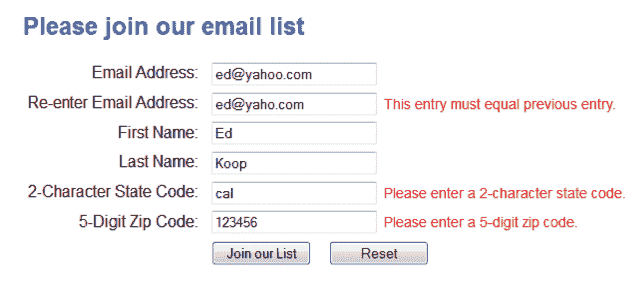 Please join our email list
Email Address: ed@yahoo.com
Re-enter Email Address: ed@yaho.com This entry must equal previous entry.
First Name: Ed
Last Name: Koop
2-Character State Code: cal Please enter a 2-character state code.
5-Digit Zip Code: 123456 Please enter a 5-digit zip code.
Join our List Reset